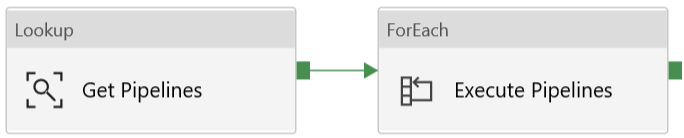 Lookup
Get Pipelines
ForEach
Execute Pipelines